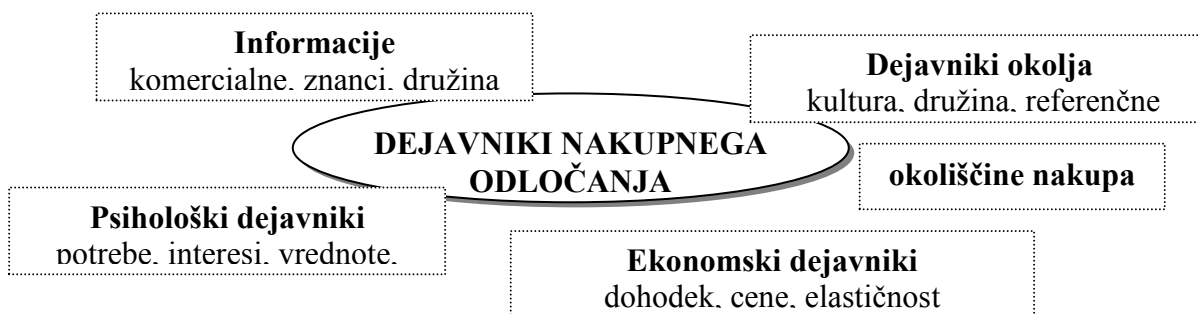 Informacije
komercialne, znanci, družina
Dejavniki okolja
kultura, družina, referenčne
DEJAVNIKI NAKUPNEGA
ODLOČANJA
okoliščine nakupa
Psihološki dejavniki
potrebe, interesi, vrednote,
Ekonomski dejavniki
dohodek, cene, elastičnost